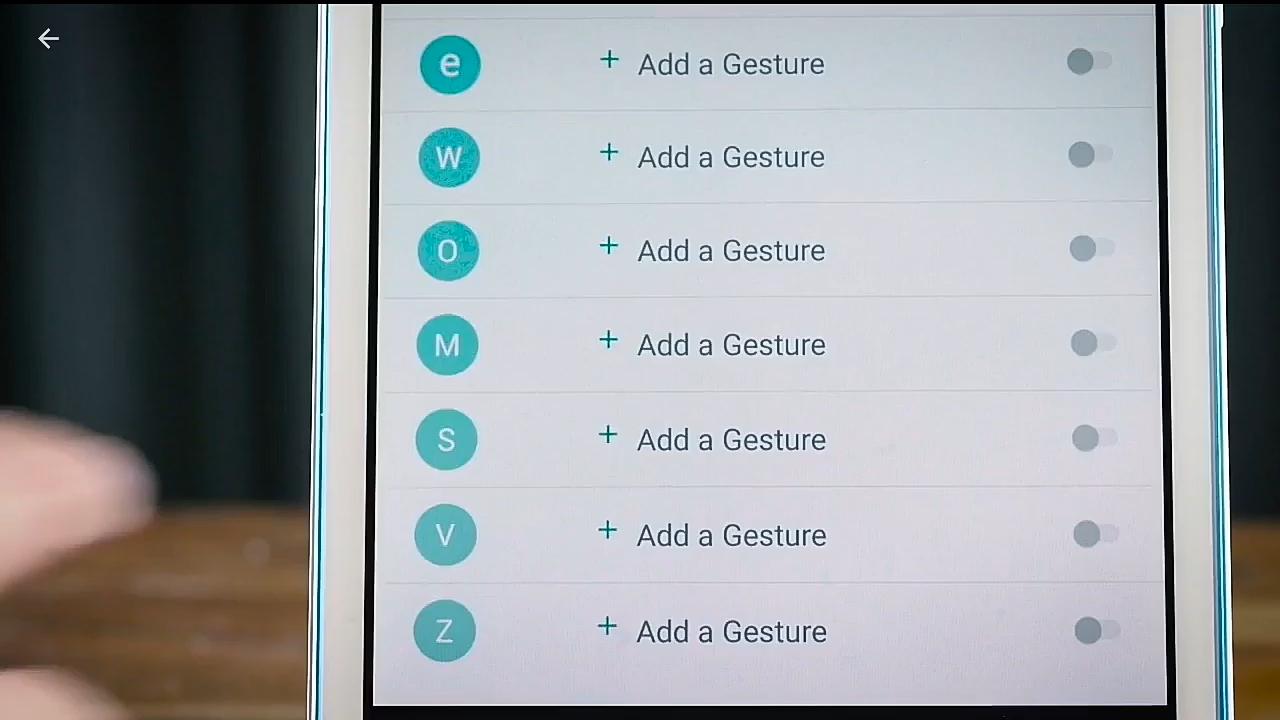 e + Add a Gesture
W + Add a Gesture
O + Add a Gesture
M + Add a Gesture
S + Add a Gesture
V + Add a Gesture
Z + Add a Gesture